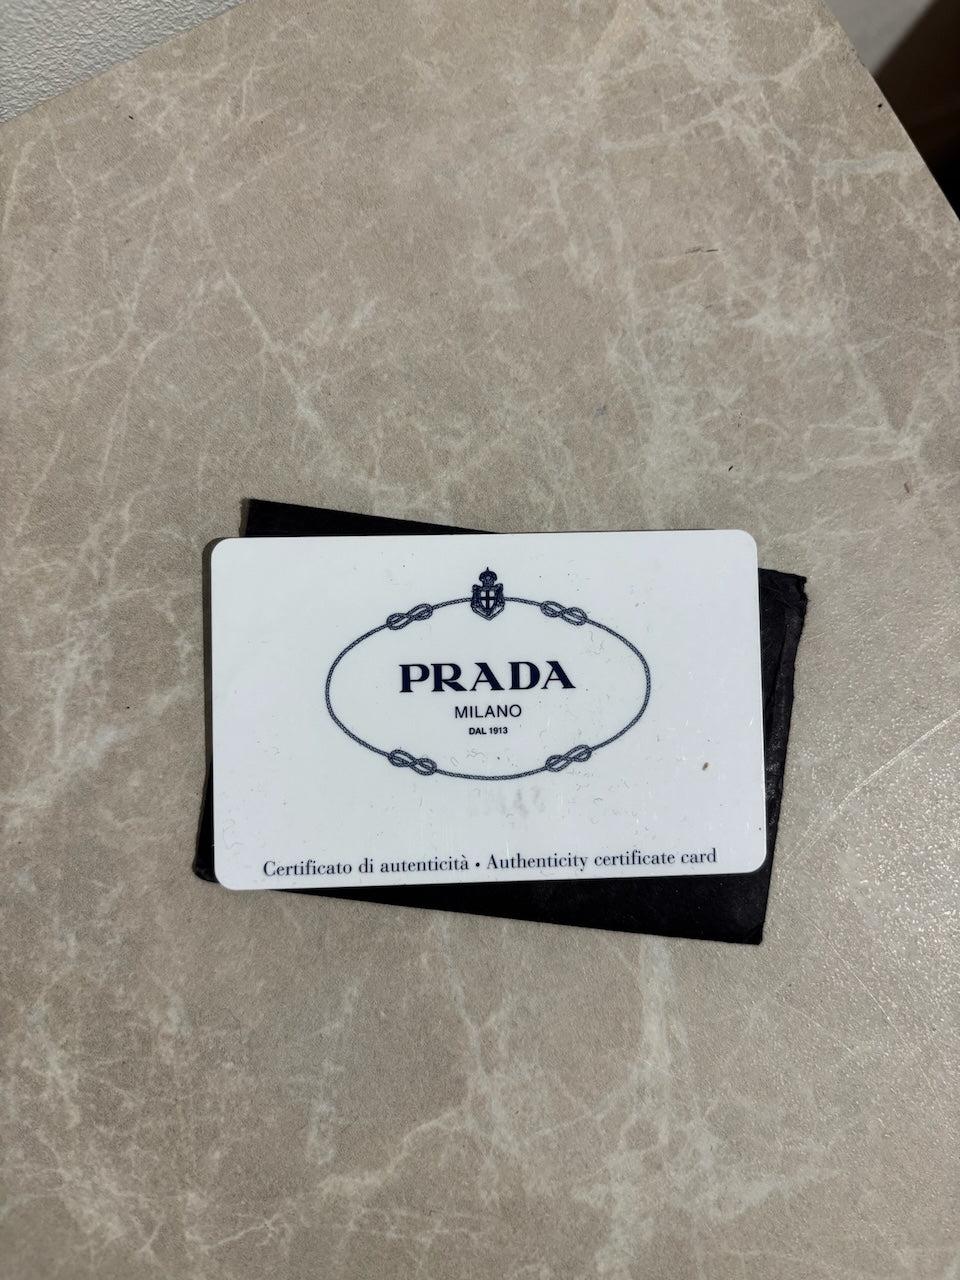 PRADA
MILANO
DAL 1913
Certificato di autenticità • Authenticity certificate card